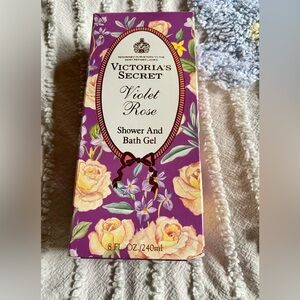 VICTORIA'S
SECRET
Violet
Rose
Shower And
Bath Gel
8 FL. OZ./240ml